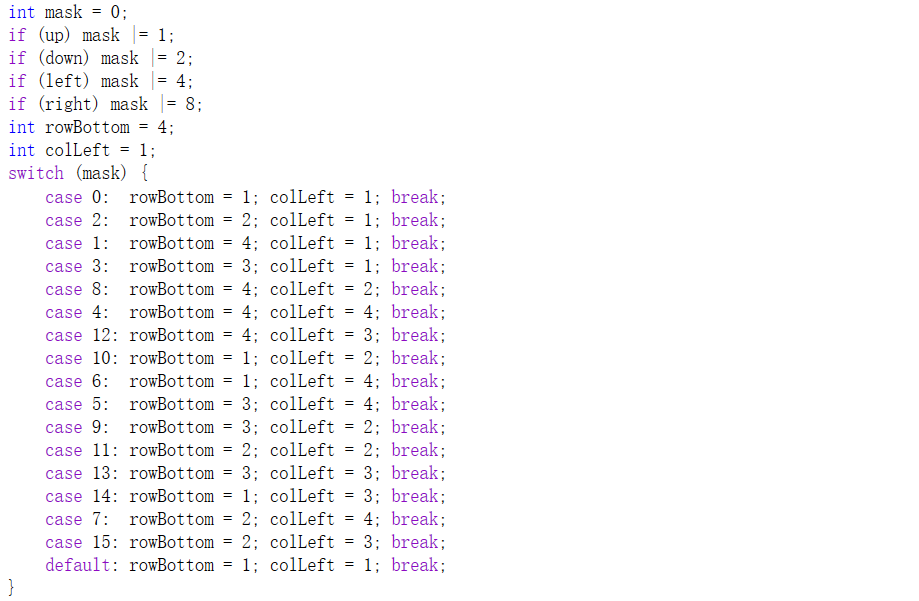 int mask = 0;
if (up) mask |= 1;
if (down) mask |= 2;
if (left) mask |= 4;
if (right) mask |= 8;
int rowBottom = 4;
int colLeft = 1;
switch (mask) {
    case 0:  rowBottom = 1; colLeft = 1; break;
    case 2:  rowBottom = 2; colLeft = 1; break;
    case 1:  rowBottom = 4; colLeft = 1; break;
    case 3:  rowBottom = 3; colLeft = 1; break;
    case 8:  rowBottom = 4; colLeft = 2; break;
    case 4:  rowBottom = 4; colLeft = 4; break;
    case 12: rowBottom = 4; colLeft = 3; break;
    case 10: rowBottom = 1; colLeft = 2; break;
    case 6:  rowBottom = 1; colLeft = 4; break;
    case 5:  rowBottom = 3; colLeft = 4; break;
    case 9:  rowBottom = 3; colLeft = 2; break;
    case 11: rowBottom = 2; colLeft = 2; break;
    case 13: rowBottom = 3; colLeft = 3; break;
    case 14: rowBottom = 1; colLeft = 3; break;
    case 7:  rowBottom = 2; colLeft = 4; break;
    case 15: rowBottom = 2; colLeft = 3; break;
    default: rowBottom = 1; colLeft = 1; break;
}